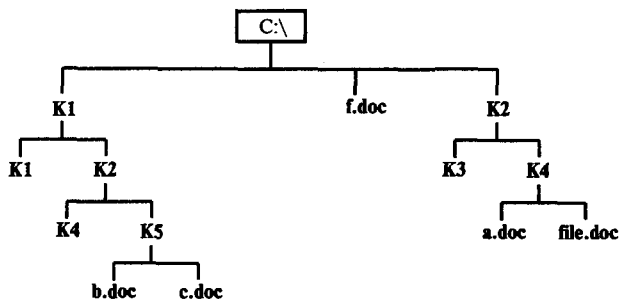 C:\
K1 f.doc K2
K1 K2 K3 K4
K4 K5 a.doc file.doc
b.doc c.doc